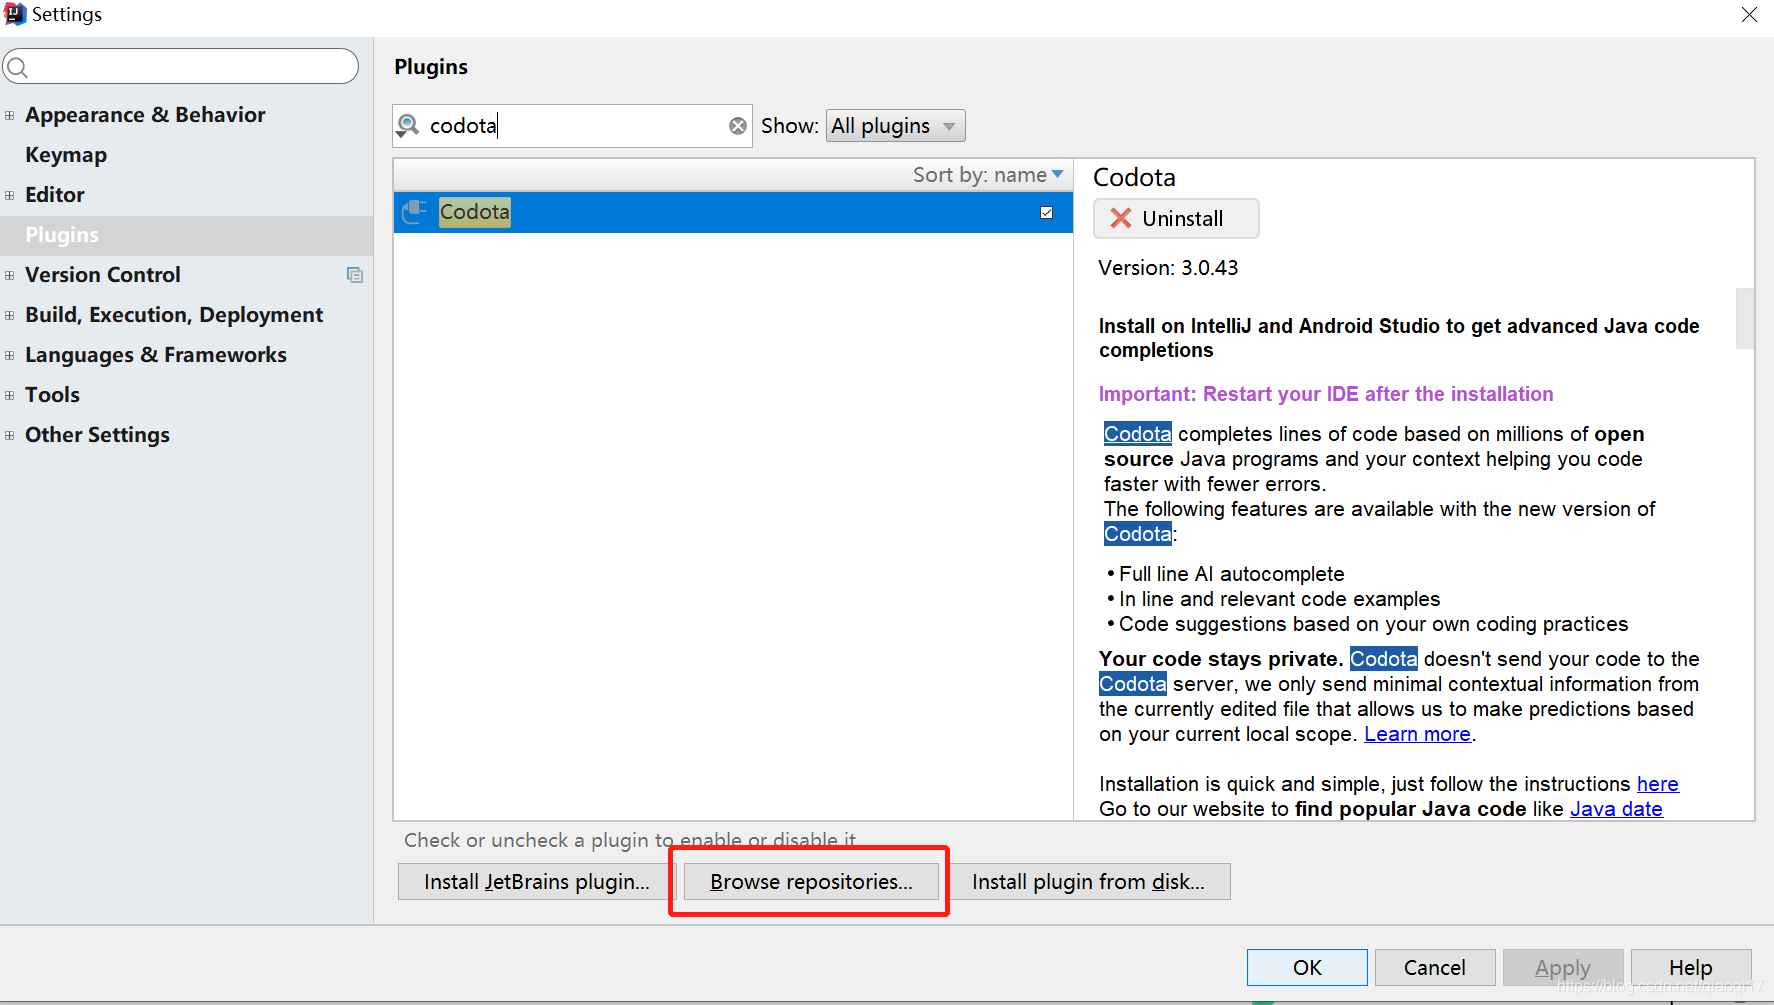 Settings
Plugins
Appearance & Behavior
Keymap
Editor
Plugins
Version Control
Build, Execution, Deployment
Languages & Frameworks
Tools
Other Settings
codota
Show: All plugins
Sort by: name
Codota
Codota
Uninstall
Version: 3.0.43
Install on IntelliJ and Android Studio to get advanced Java code
completions
Important: Restart your IDE after the installation
Codota completes lines of code based on millions of open
source Java programs and your context helping you code
faster with fewer errors.
The following features are available with the new version of
Codota:
• Full line AI autocomplete
• In line and relevant code examples
• Code suggestions based on your own coding practices
Your code stays private. Codota doesn't send your code to the
Codota server, we only send minimal contextual information from
the currently edited file that allows us to make predictions based
on your current local scope. Learn more.
Installation is quick and simple, just follow the instructions here
Go to our website to find popular Java code like Java date
Check or uncheck a plugin to enable or disable it
Install JetBrains plugin...
Browse repositories...
Install plugin from disk...
OK
Cancel
Apply
Help
https://blog.csdn.net/qiaoqi17